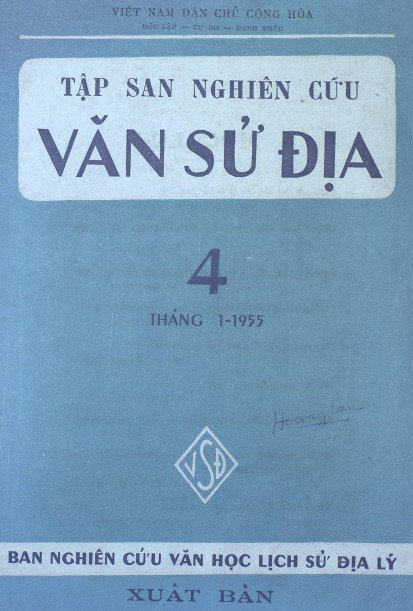 VIỆT NAM DÂN CHỦ CỘNG HÒA
ĐỘC LẬP — TỰ DO — HẠNH PHÚC
TẬP SAN NGHIÊN CỨU
VĂN SỬ ĐỊA
4
THÁNG 1-1955
Hoàng Lan
VSĐ
BAN NGHIÊN CỨU VĂN HỌC LỊCH SỬ ĐỊA LÝ
XUẤT BẢN